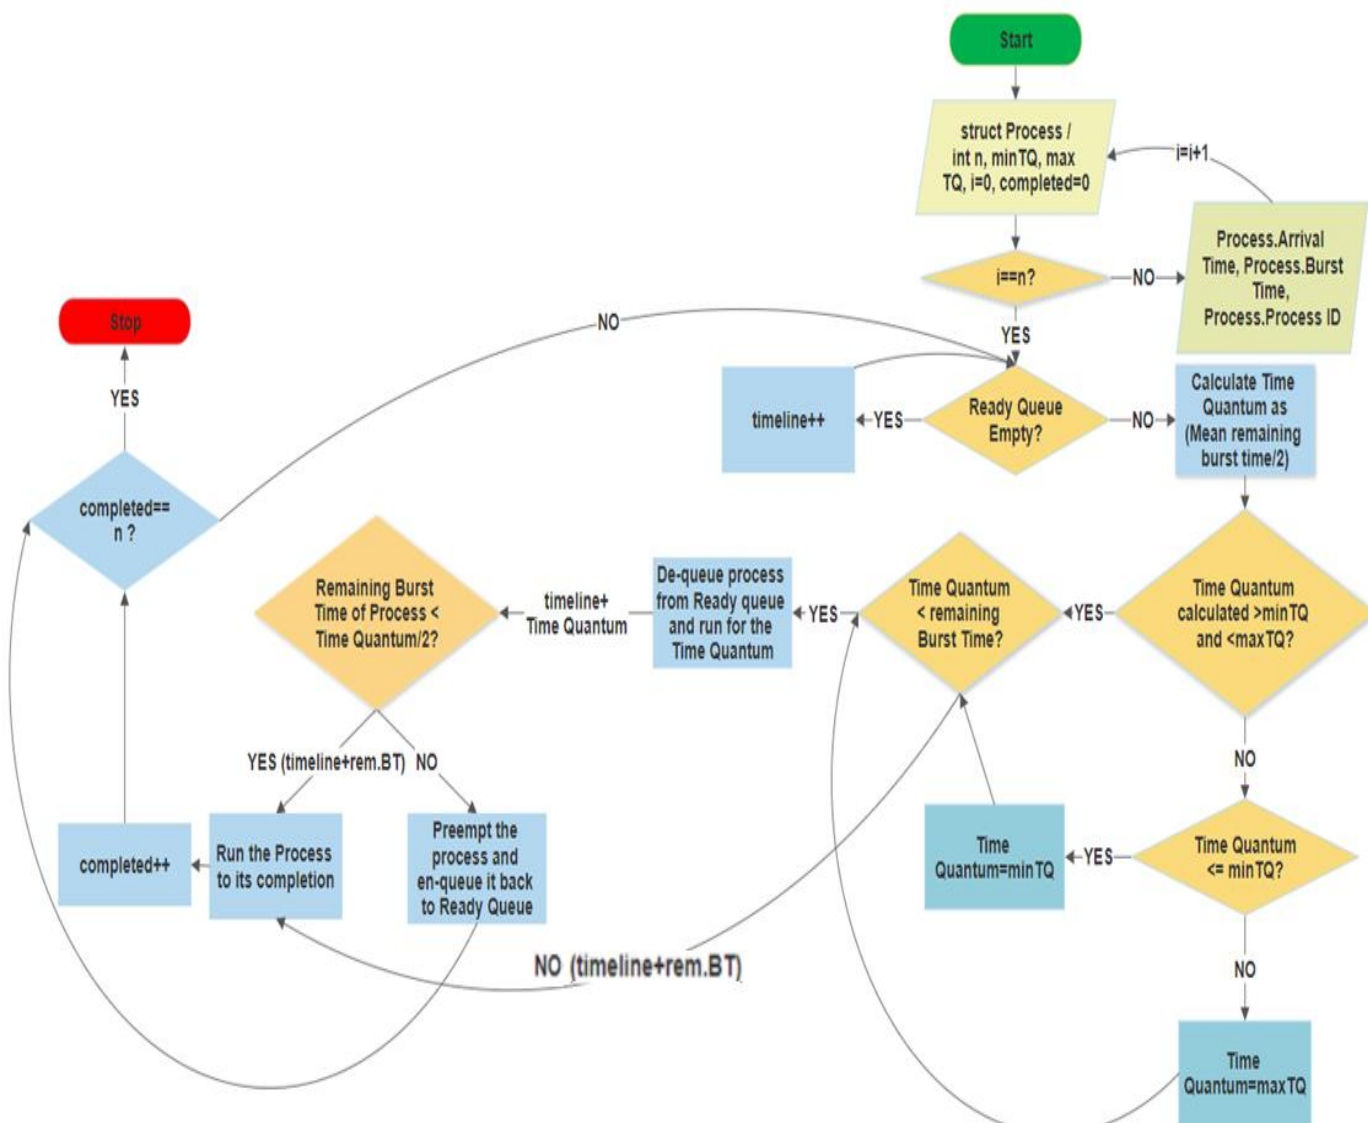 Start
struct Process /
int n, minTQ, max
TQ, i=0, completed=0
i=i+1
Process.Arrival
Time, Process.Burst
Time,
Process.Process ID
i==n?
NO
YES
Stop
YES
NO
timeline++
YES
Ready Queue
Empty?
NO
Calculate Time
Quantum as
(Mean remaining
burst time/2)
completed==
n ?
Remaining Burst
Time of Process <
Time Quantum/2?
timeline+
Time Quantum
De-queue process
from Ready queue
and run for the
Time Quantum
YES
Time Quantum
< remaining
Burst Time?
YES
Time Quantum
calculated >minTQ
and <maxTQ?
YES (timeline+rem.BT)
NO
NO
completed++
Run the Process
to its completion
Preempt the
process and
en-queue it back
to Ready Queue
Time
Quantum=minTQ
YES
Time Quantum
<= minTQ?
NO (timeline+rem.BT)
NO
Time
Quantum=maxTQ